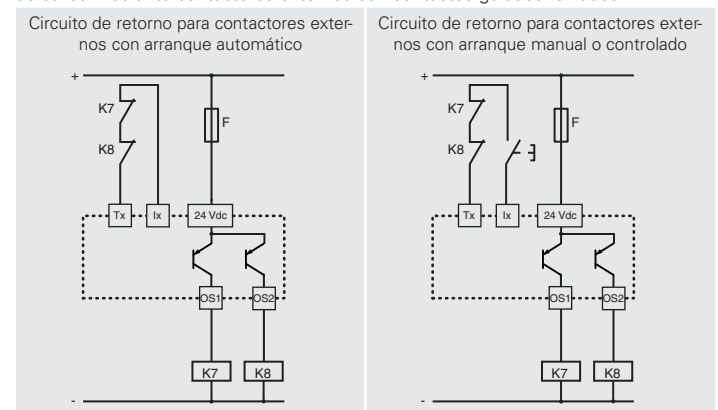 Circuito de retorno para contactores exter-
nos con arranque automático
Circuito de retorno para contactores exter-
nos con arranque manual o controlado
+
K7
K8
F
Tx
Ix
24 Vdc
OS1
OS2
K7
K8
-
+
K7
K8
F
Tx
Ix
24 Vdc
OS1
OS2
K7
K8
-